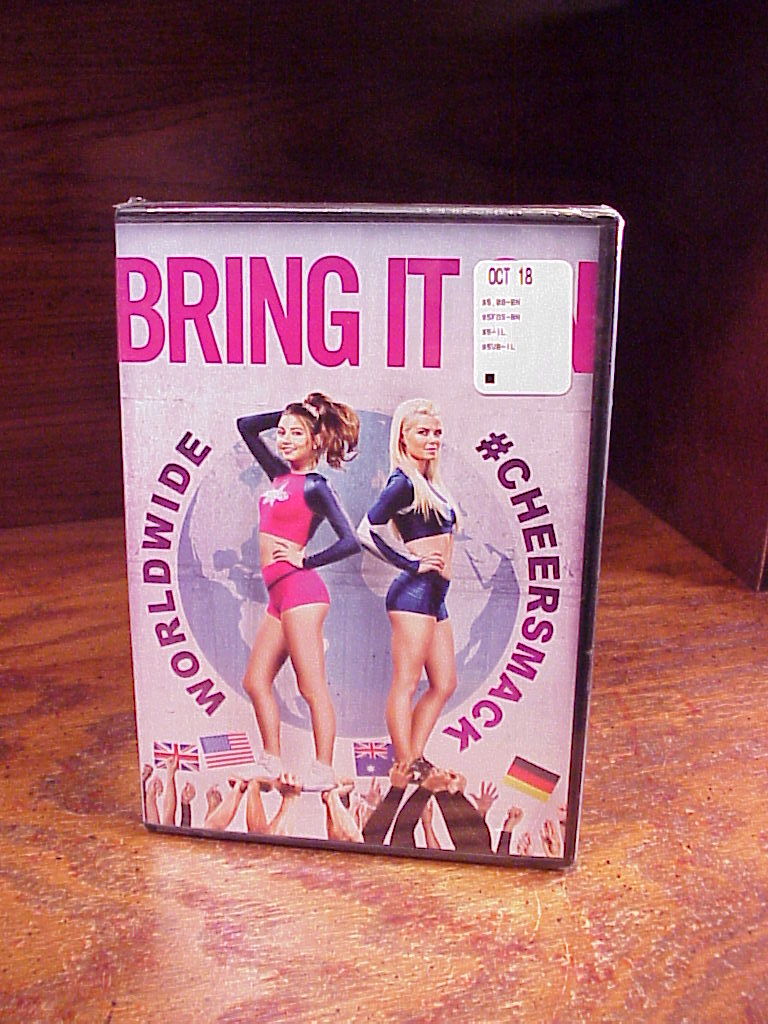 BRING IT
OCT 18
WORLDWIDE
#CHEERSMACK